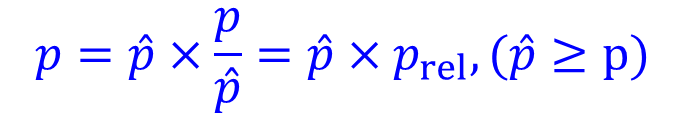 p = p̂ × p/p̂ = p̂ × p_rel, (p̂ ≥ p)